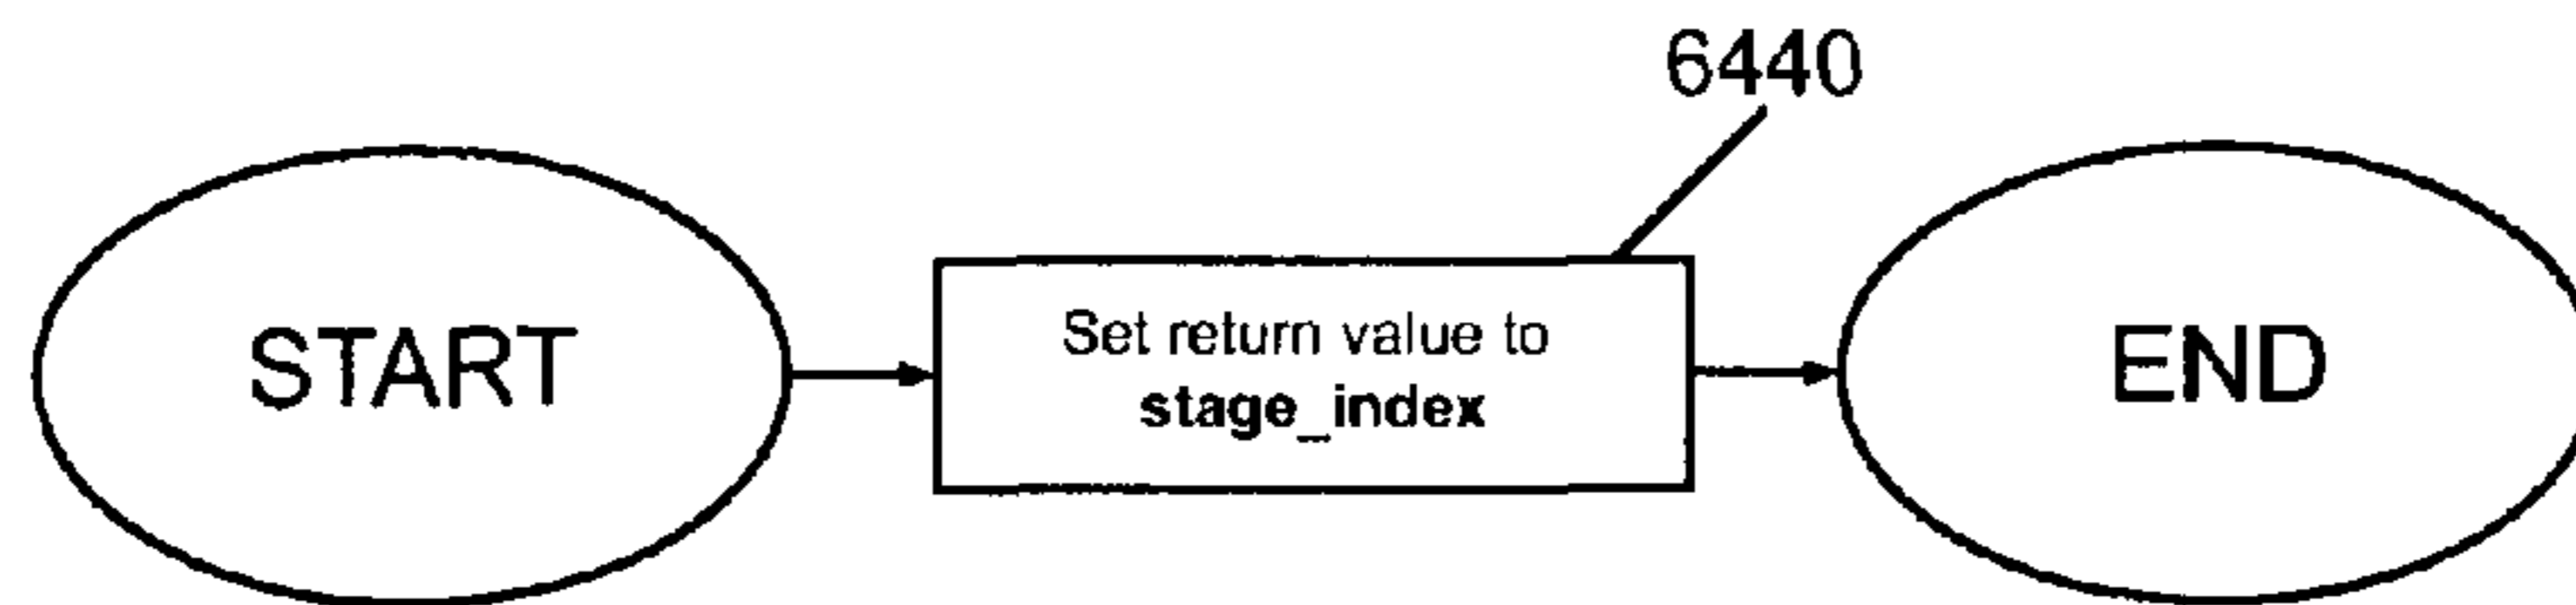 6440
START
Set return value to
stage_index
END